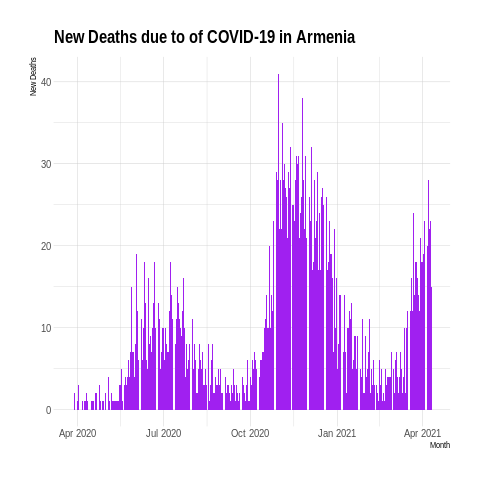 New Deaths due to of COVID-19 in Armenia
New Deaths
40
30
20
10
0
Apr 2020 Jul 2020 Oct 2020 Jan 2021 Apr 2021
Month